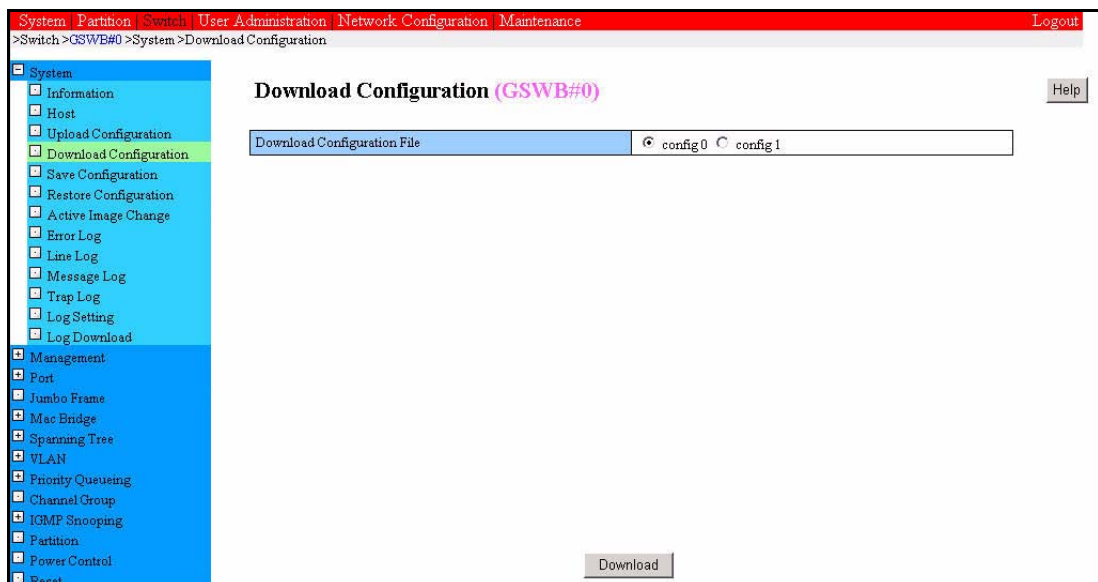 System | Partition | Switch | User Administration | Network Configuration | Maintenance Logout
>Switch >GSWB#0 >System >Download Configuration
System
Information
Host
Upload Configuration
Download Configuration
Save Configuration
Restore Configuration
Active Image Change
Error Log
Line Log
Message Log
Trap Log
Log Setting
Log Download
Management
Port
Jumbo Frame
Mac Bridge
Spanning Tree
VLAN
Priority Queueing
Channel Group
IGMP Snooping
Partition
Power Control
Reset
Download Configuration (GSWB#0)
Help
Download Configuration File config 0 config 1
Download